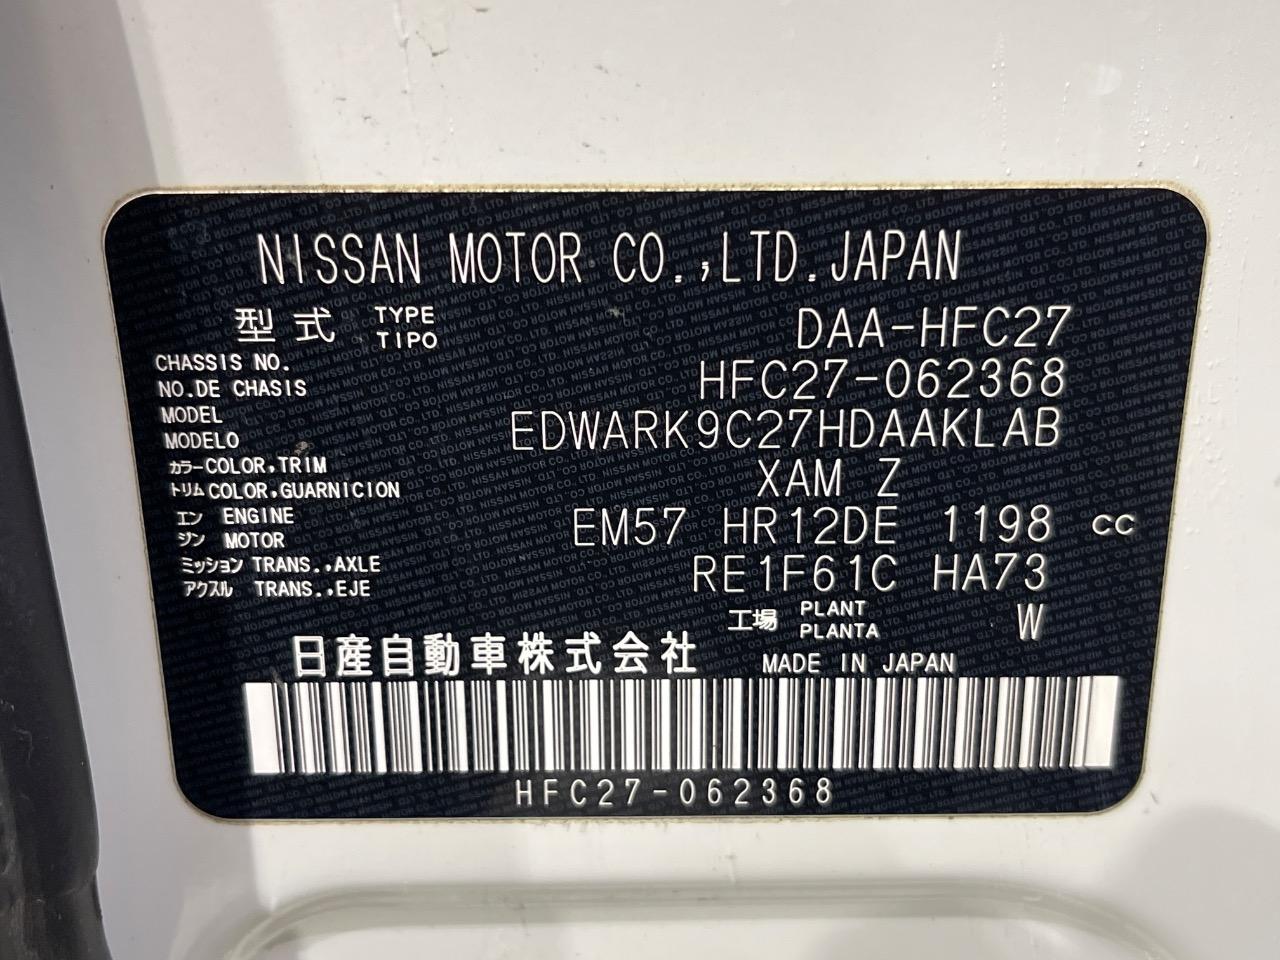 NISSAN MOTOR CO.,LTD.JAPAN
型式 TYPE TIPO DAA-HFC27
CHASSIS NO.
NO.DE CHASIS HFC27-062368
MODEL
MODELO EDWARK9C27HDAAKLAB
カラー COLOR,TRIM
トリム COLOR,GUARNICION XAM Z
エン ENGINE
ジン MOTOR EM57 HR12DE 1198 cc
ミッション TRANS.,AXLE
アクスル TRANS.,EJE RE1F61C HA73
工場 PLANT PLANTA W
日産自動車株式会社 MADE IN JAPAN
HFC27-062368